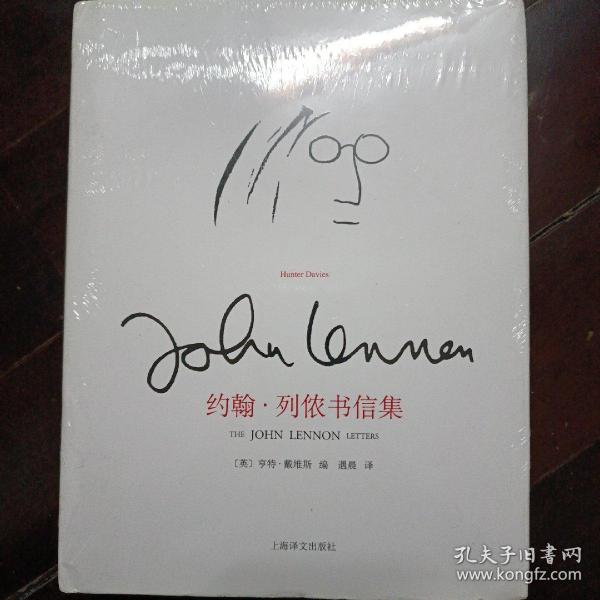 Hunter Davies
John Lennon
约翰·列侬书信集
THE JOHN LENNON LETTERS
〔英〕亨特·戴维斯 编 遇晨 译
上海译文出版社
孔夫子旧書网
www.kongfz.com